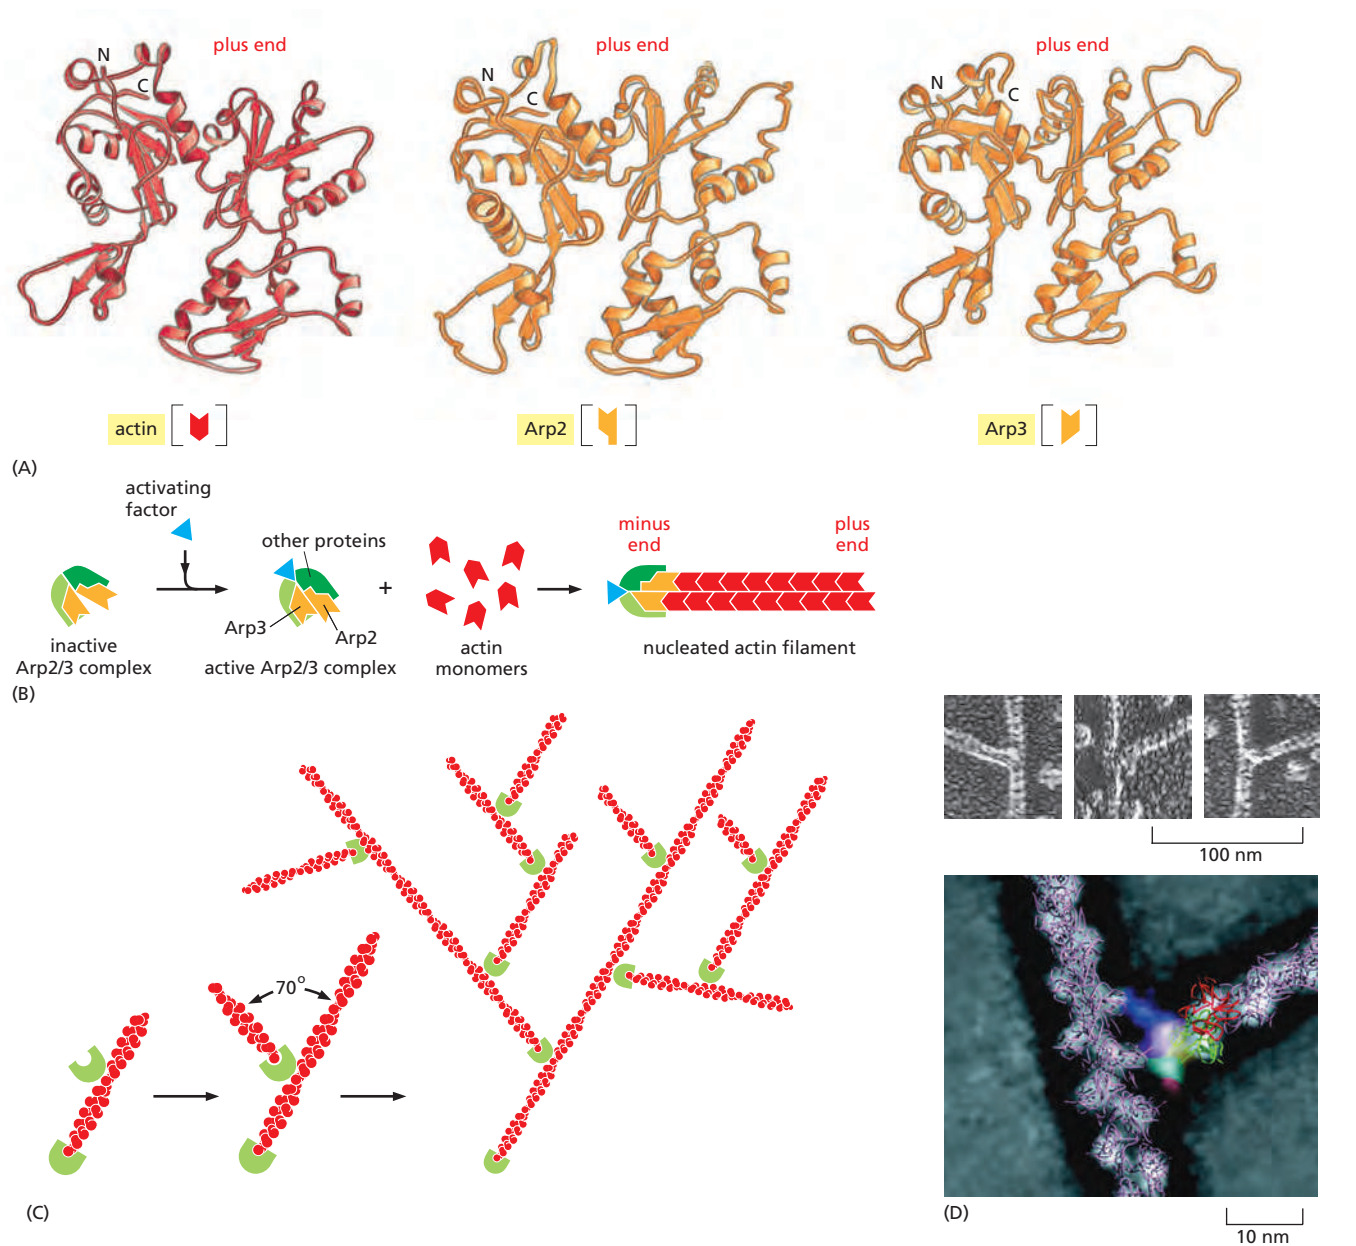 plus end
N
C
plus end
N
C
plus end
N
C
actin
Arp2
Arp3
(A)
activating
factor
other proteins
+
Arp3
Arp2
inactive
Arp2/3 complex
active Arp2/3 complex
actin
monomers
minus
end
plus
end
nucleated actin filament
(B)
70°
(C)
100 nm
(D)
10 nm